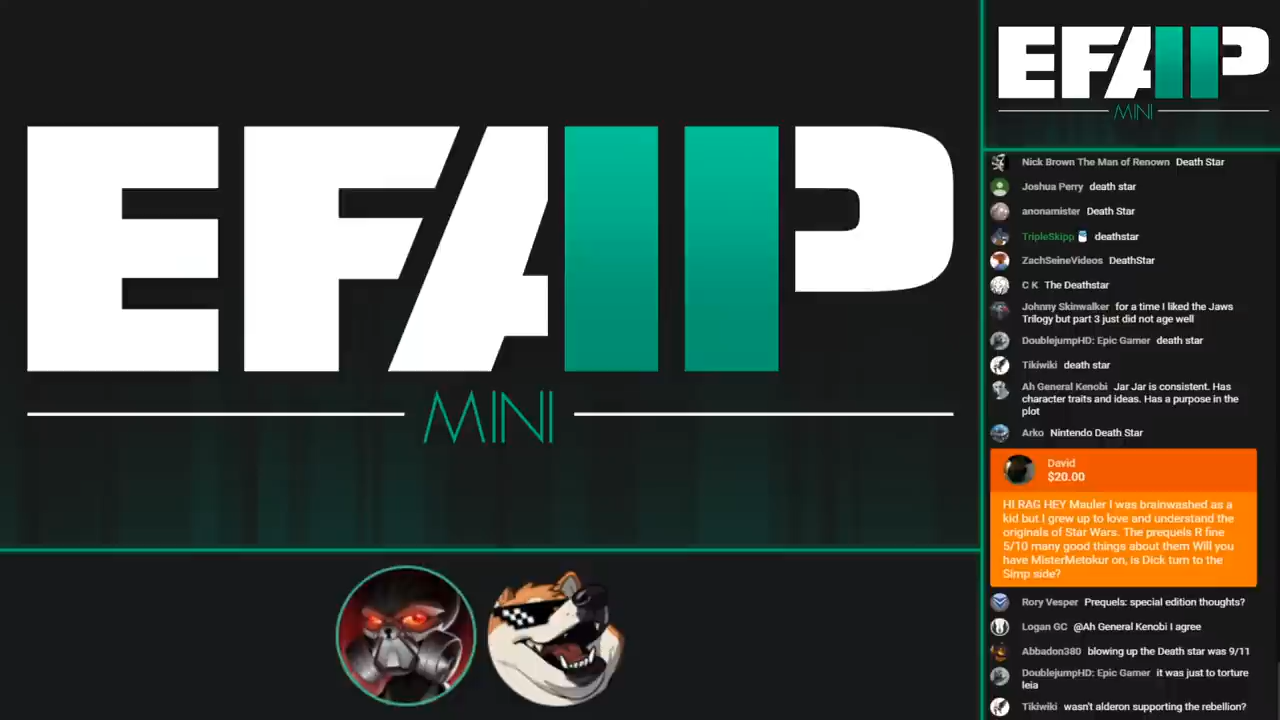 EFAP
MINI
EFAP
MINI
Nick Brown The Man of Renown Death Star
Joshua Perry death star
anonamister Death Star
TripleSkipp deathstar
ZachSeineVideos DeathStar
C K The Deathstar
Johnny Skinwalker for a time I liked the Jaws
Trilogy but part 3 just did not age well
DoublejumpHD: Epic Gamer death star
Tikiwiki death star
Ah General Kenobi Jar Jar is consistent. Has
character traits and ideas. Has a purpose in the
plot
Arko Nintendo Death Star
David
$20.00
HI RAG HEY Mauler I was brainwashed as a
kid but I grew up to love and understand the
originals of Star Wars. The prequels R fine
5/10 many good things about them Will you
have MisterMetokur on, is Dick turn to the
Simp side?
Rory Vesper Prequels: special edition thoughts?
Logan GC @Ah General Kenobi I agree
Abbadon380 blowing up the Death star was 9/11
DoublejumpHD: Epic Gamer it was just to torture
leia
Tikiwiki wasn't alderon supporting the rebellion?